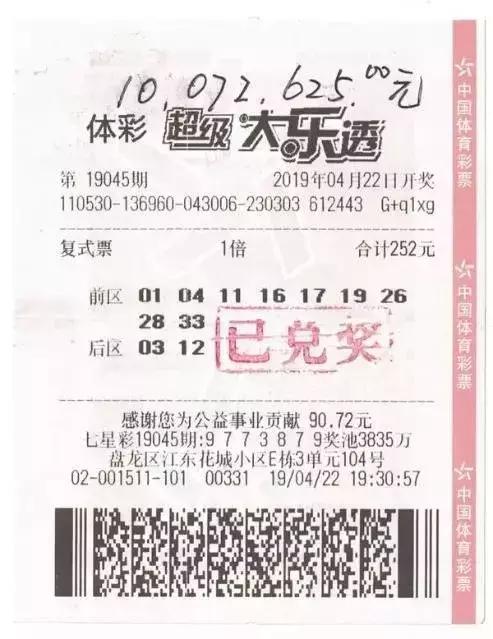 10,072,625.00元
体彩 超级大乐透
第 19045期 2019年04月22日开奖
110530-136960-043006-230303 612443 G+q1xg
复式票 1倍 合计252元
前区 01 04 11 16 17 19 26
28 33
后区 03 12
已兑奖
感谢您为公益事业贡献 90.72元
七星彩19045期:9773879奖池3835万
盘龙区江东花城小区E栋3单元104号
02-001511-101 00331 19/04/22 19:30:57
中国体育彩票
中国体育彩票
中国体育彩票